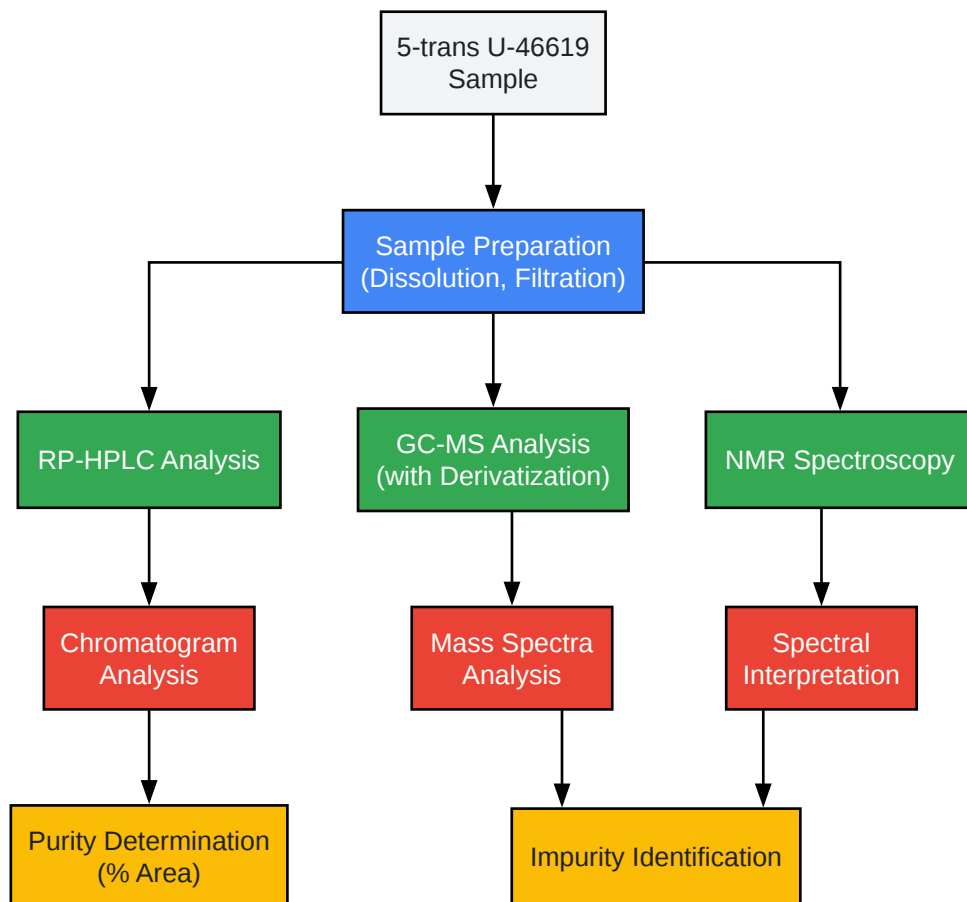 5-trans U-46619
Sample
Sample Preparation
(Dissolution, Filtration)
RP-HPLC Analysis
GC-MS Analysis
(with Derivatization)
NMR Spectroscopy
Chromatogram
Analysis
Mass Spectra
Analysis
Spectral
Interpretation
Purity Determination
(% Area)
Impurity Identification